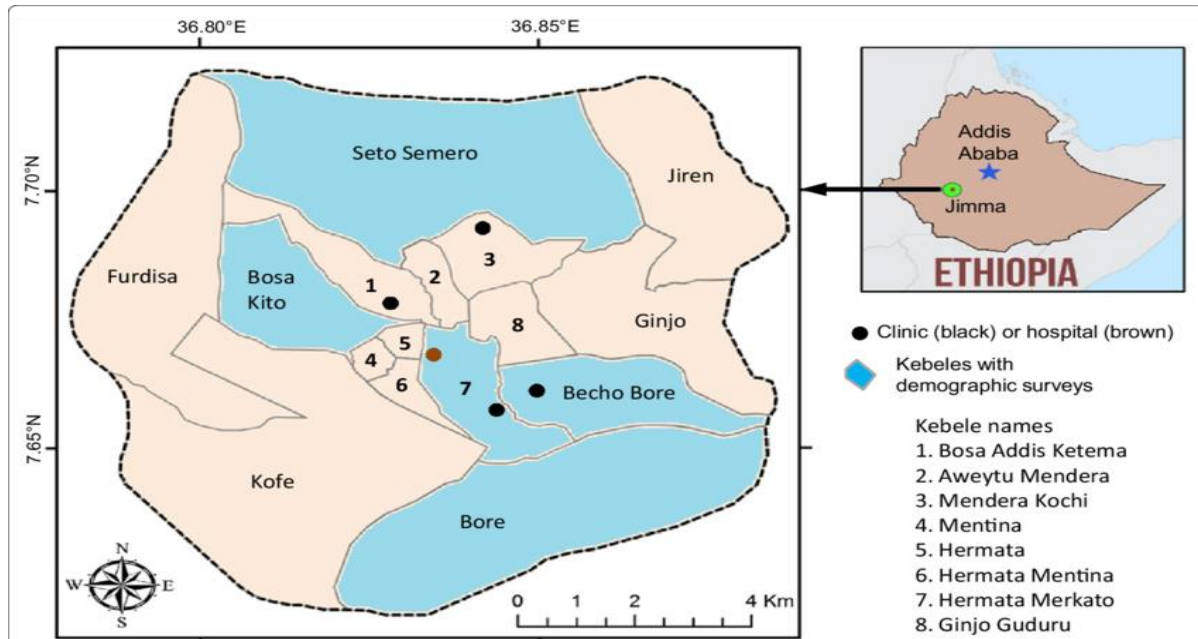 36.80°E
36.85°E
7.70°N
7.65°N
Seto Semero
Jiren
Furdisa
Bosa
Kito
1
2
3
Ginjo
8
5
4
6
7
Becho Bore
Kofe
Bore
N
W
E
S
0 1 2 4 Km
Addis
Ababa
Jimma
ETHIOPIA
Clinic (black) or hospital (brown)
Kebeles with
demographic surveys
Kebele names
1. Bosa Addis Ketema
2. Aweytu Mendera
3. Mendera Kochi
4. Mentina
5. Hermata
6. Hermata Mentina
7. Hermata Merkato
8. Ginjo Guduru